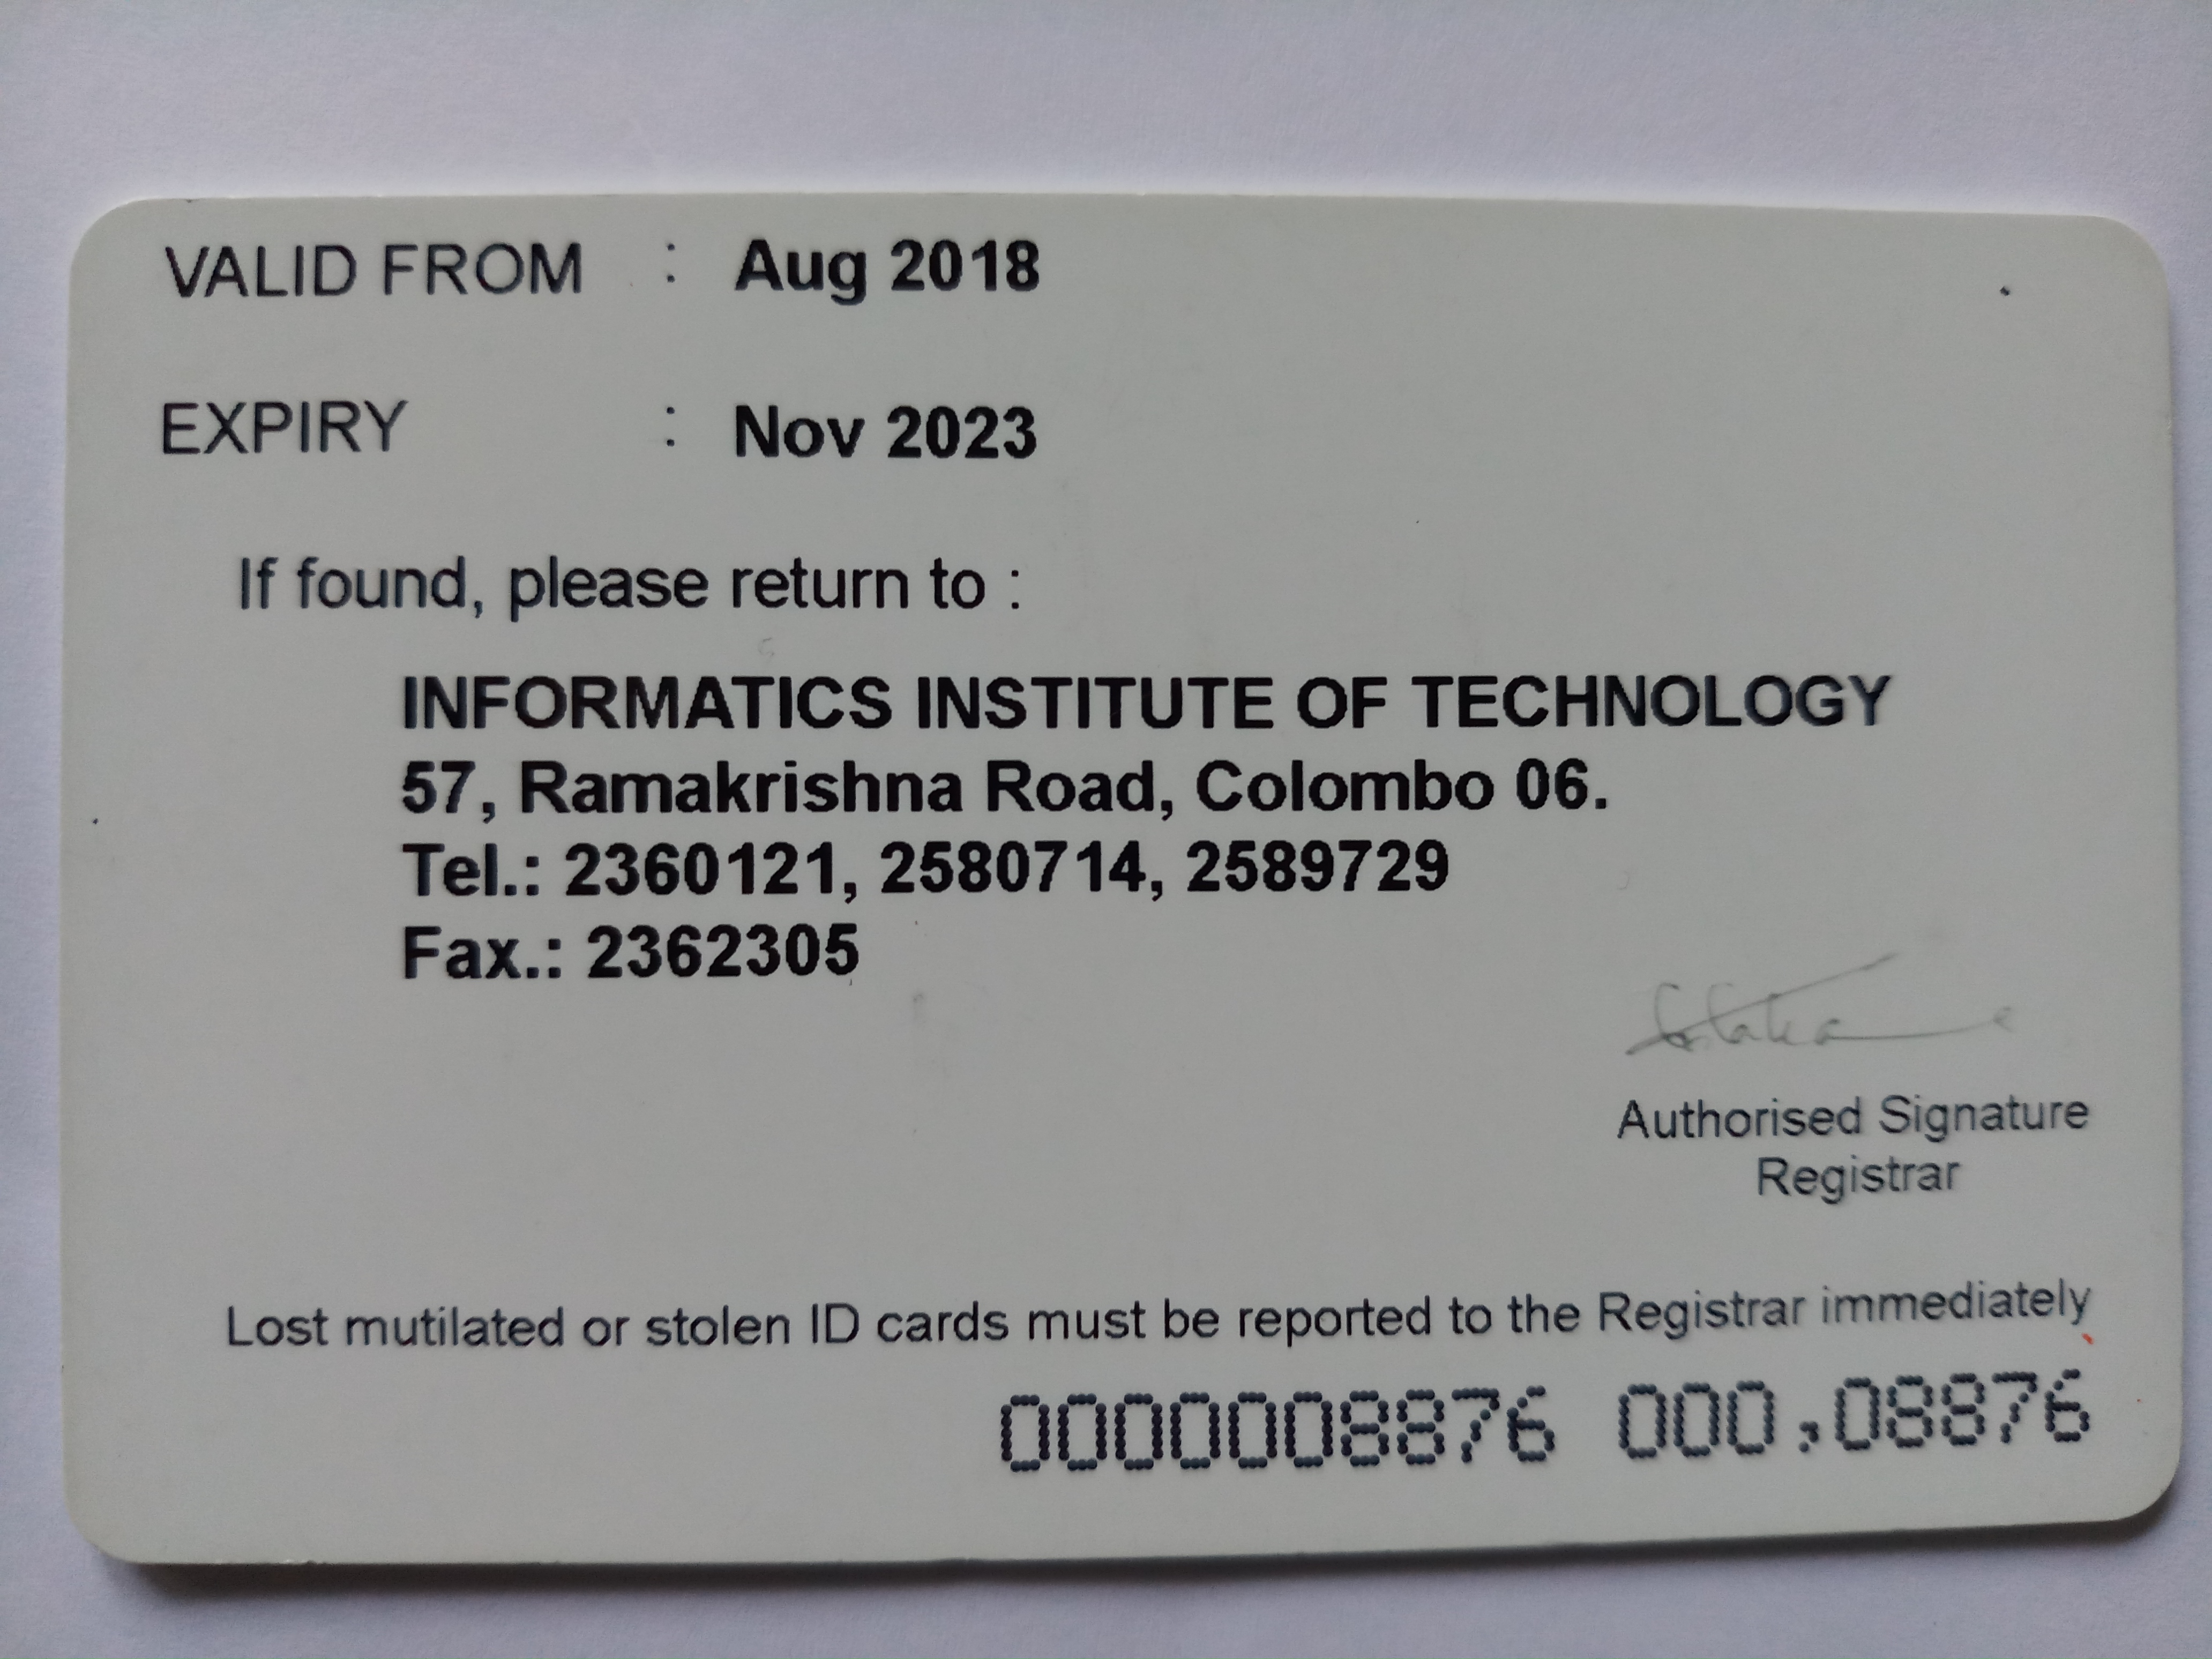 VALID FROM : Aug 2018
EXPIRY : Nov 2023
If found, please return to :
INFORMATICS INSTITUTE OF TECHNOLOGY
57, Ramakrishna Road, Colombo 06.
Tel.: 2360121, 2580714, 2589729
Fax.: 2362305
Authorised Signature
Registrar
Lost mutilated or stolen ID cards must be reported to the Registrar immediately
0000008876 000,08876